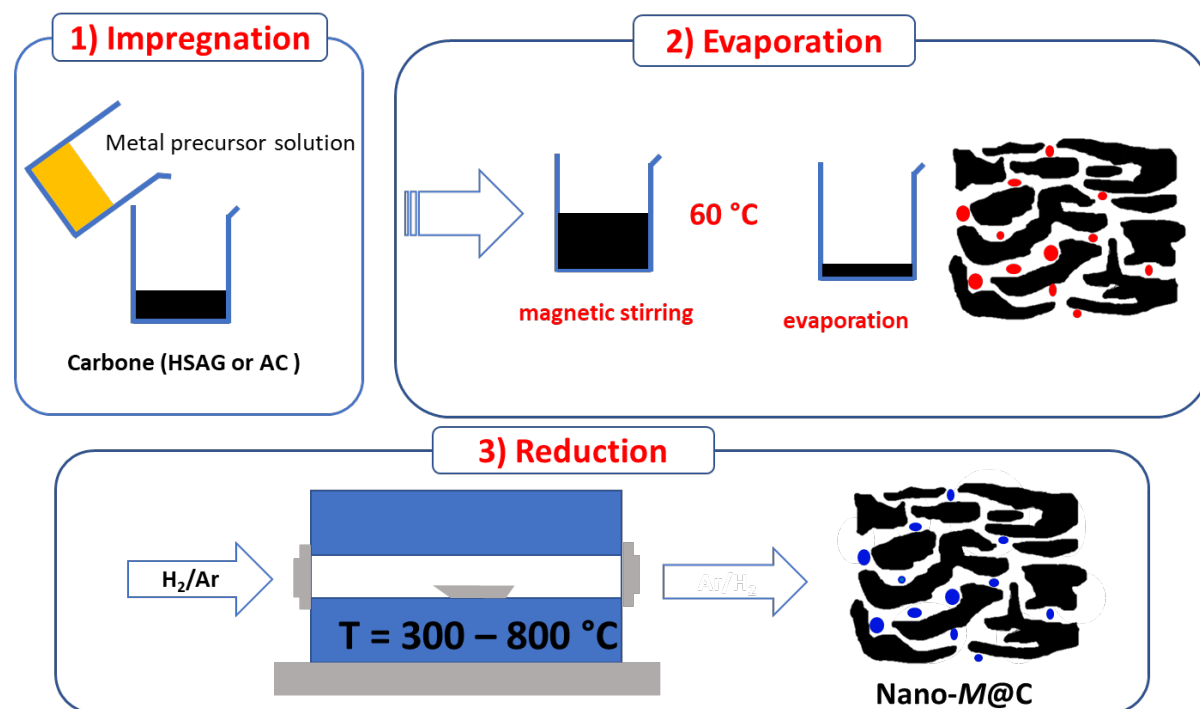 1) Impregnation
Metal precursor solution
Carbone (HSAG or AC )
2) Evaporation
60 °C
magnetic stirring
evaporation
3) Reduction
H₂/Ar
T = 300 – 800 °C
Ar/H₂
Nano-M@C